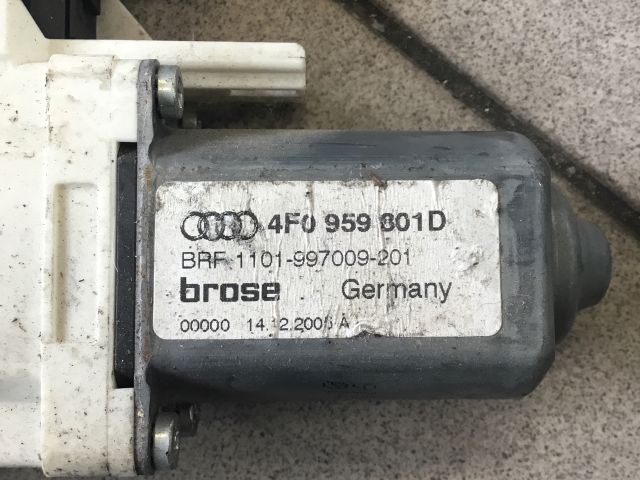 4F0 959 801D
BRF 1101-997009-201
brose Germany
00000 A